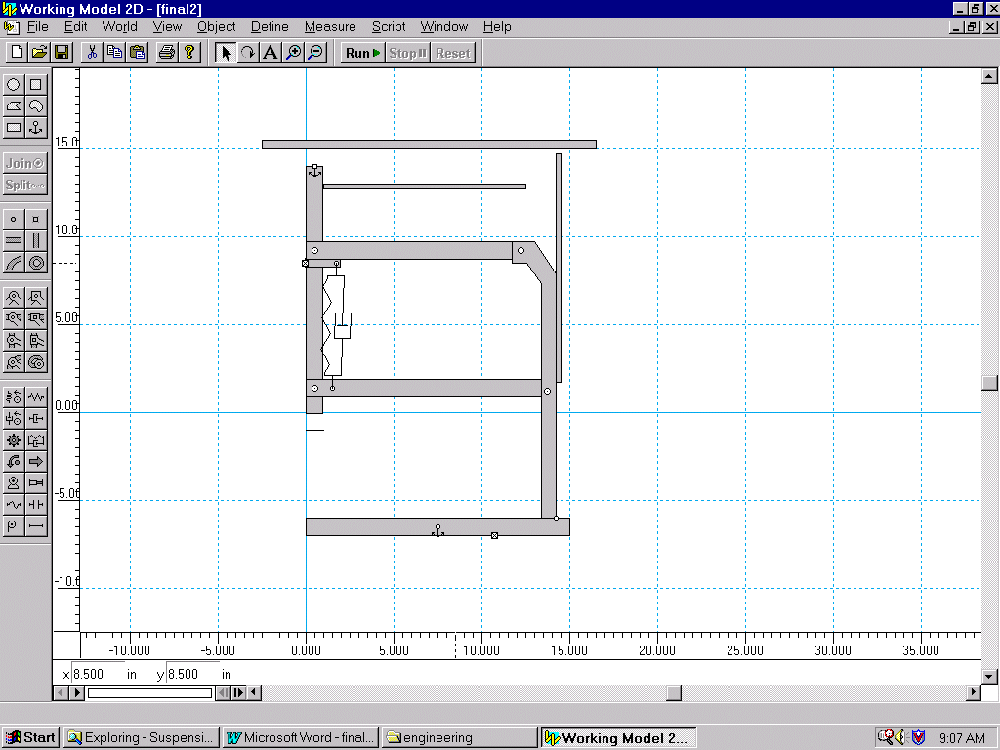 Working Model 2D - [final2]
File Edit World View Object Define Measure Script Window Help
A Run Stop Reset
Join
Split
15.0
10.0
5.00
0.00
-5.00
-10.0
-10.000 -5.000 0.000 5.000 10.000 15.000 20.000 25.000 30.000 35.000
x 8.500 in y 8.500 in
Start Exploring - Suspensi... Microsoft Word - final... engineering Working Model 2... 9:07 AM